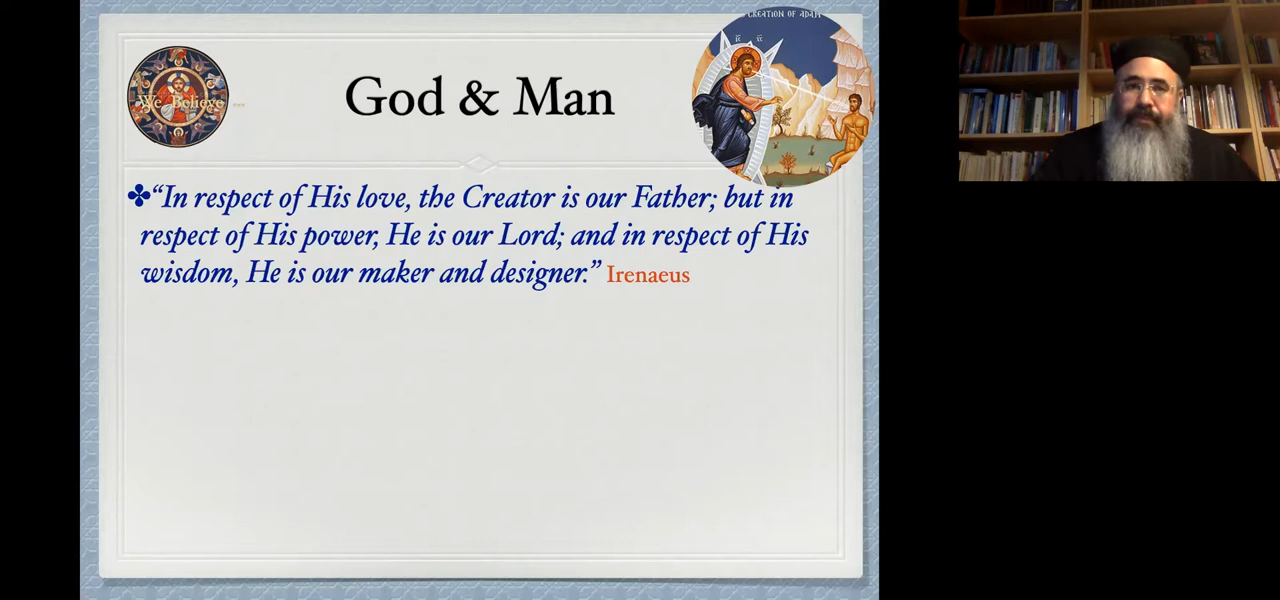 CREATION OF ADAM
IC XC
We Believe ...
God & Man
✤“In respect of His love, the Creator is our Father; but in
respect of His power, He is our Lord; and in respect of His
wisdom, He is our maker and designer.” Irenaeus